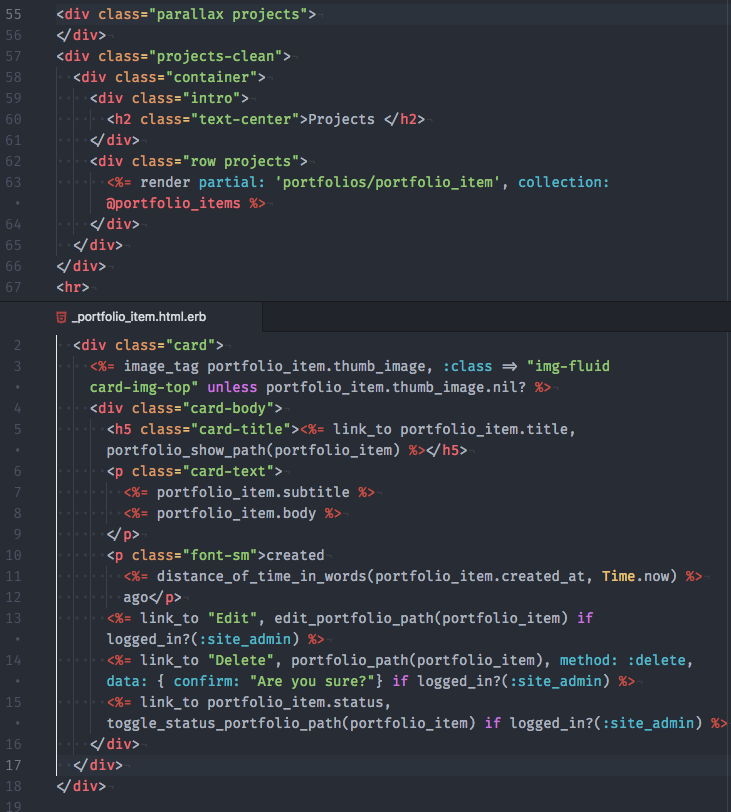 55 <div class="parallax projects">
56 </div>
57 <div class="projects-clean">
58 <div class="container">
59 <div class="intro">
60 <h2 class="text-center">Projects </h2>
61 </div>
62 <div class="row projects">
63 <%= render partial: 'portfolios/portfolio_item', collection:
@portfolio_items %>
64 </div>
65 </div>
66 </div>
67 <hr>
_portfolio_item.html.erb
2 <div class="card">
3 <%= image_tag portfolio_item.thumb_image, :class => "img-fluid
card-img-top" unless portfolio_item.thumb_image.nil? %>
4 <div class="card-body">
5 <h5 class="card-title"><%= link_to portfolio_item.title,
portfolio_show_path(portfolio_item) %></h5>
6 <p class="card-text">
7 <%= portfolio_item.subtitle %>
8 <%= portfolio_item.body %>
9 </p>
10 <p class="font-sm">created
11 <%= distance_of_time_in_words(portfolio_item.created_at, Time.now) %>
12 ago</p>
13 <%= link_to "Edit", edit_portfolio_path(portfolio_item) if
logged_in?(:site_admin) %>
14 <%= link_to "Delete", portfolio_path(portfolio_item), method: :delete,
data: { confirm: "Are you sure?"} if logged_in?(:site_admin) %>
15 <%= link_to portfolio_item.status,
toggle_status_portfolio_path(portfolio_item) if logged_in?(:site_admin) %>
16 </div>
17 </div>
18 </div>
19